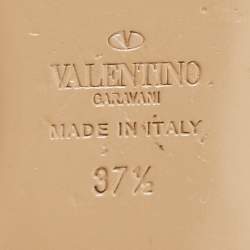 VALENTINO
GARAVANI
MADE IN ITALY
37½